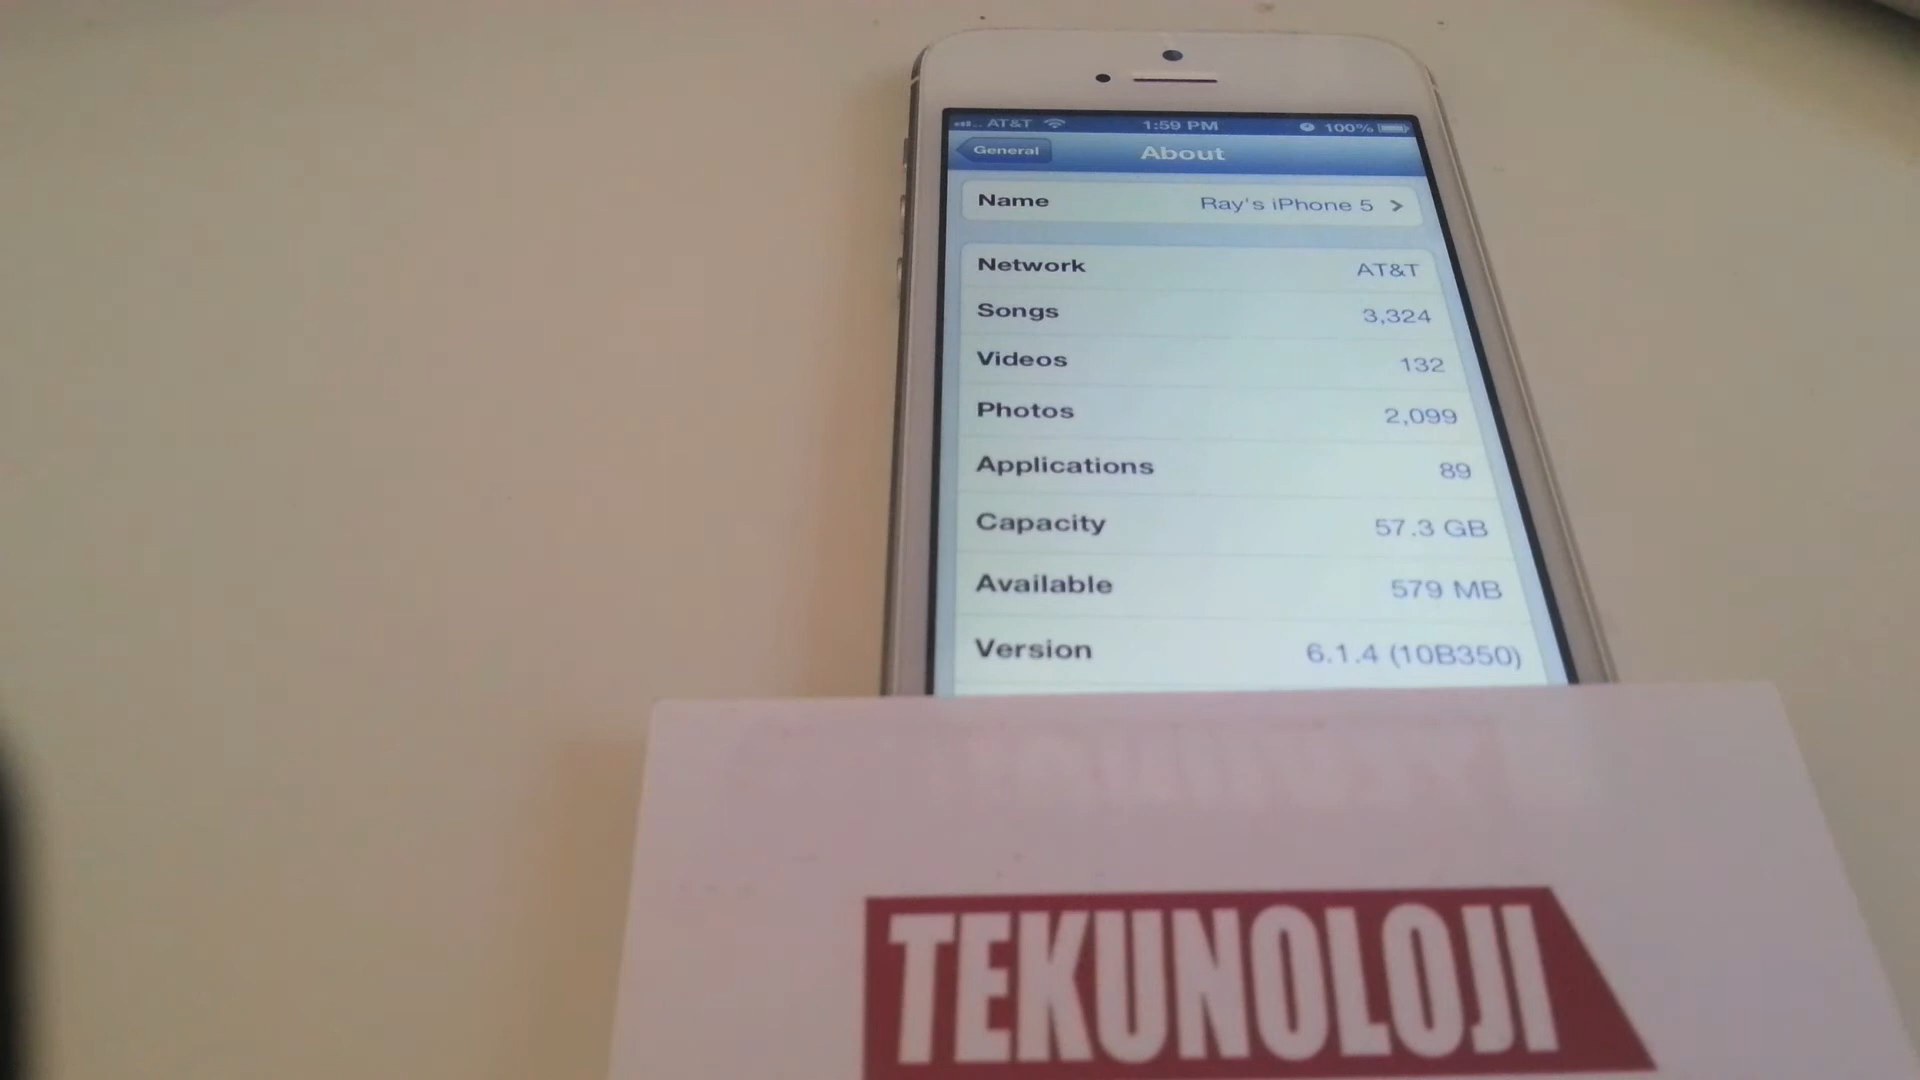 AT&T 1:59 PM 100%
General About
Name Ray's iPhone 5
Network AT&T
Songs 3,324
Videos 132
Photos 2,099
Applications 89
Capacity 57.3 GB
Available 579 MB
Version 6.1.4 (10B350)
TEKUNOLOJI